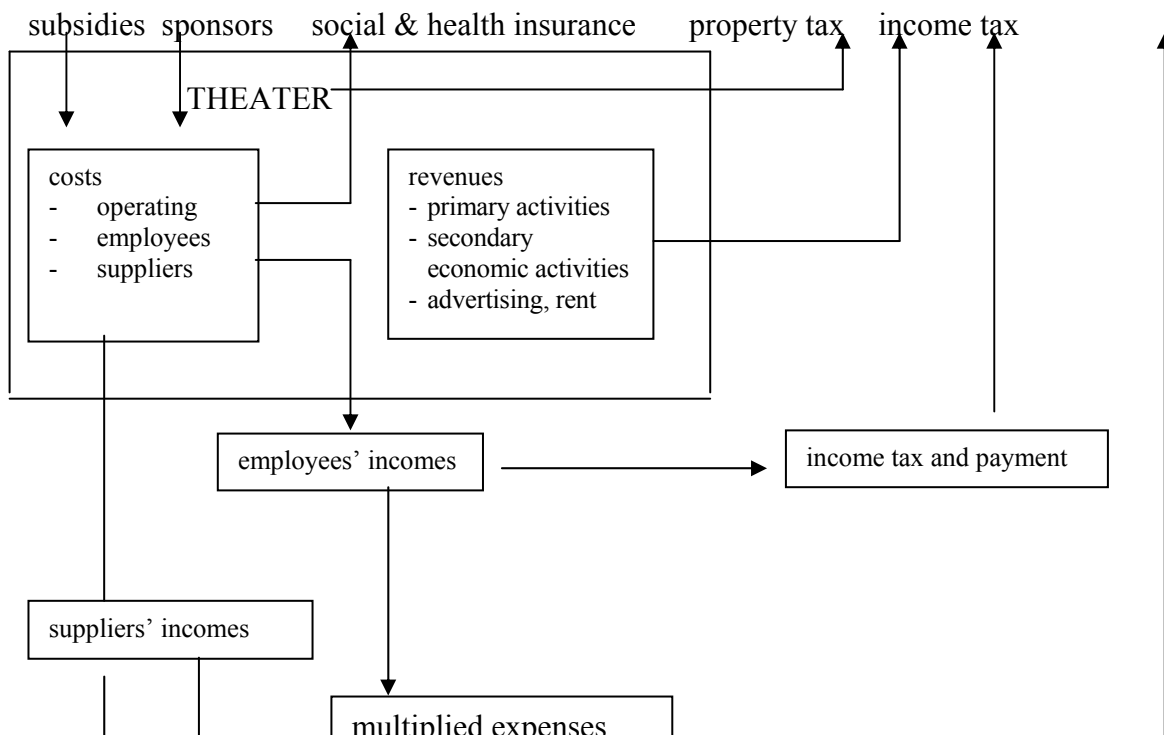 subsidies sponsors social & health insurance property tax income tax
THEATER
costs
- operating
- employees
- suppliers
revenues
- primary activities
- secondary
economic activities
- advertising, rent
employees’ incomes
income tax and payment
suppliers’ incomes
multiplied expenses